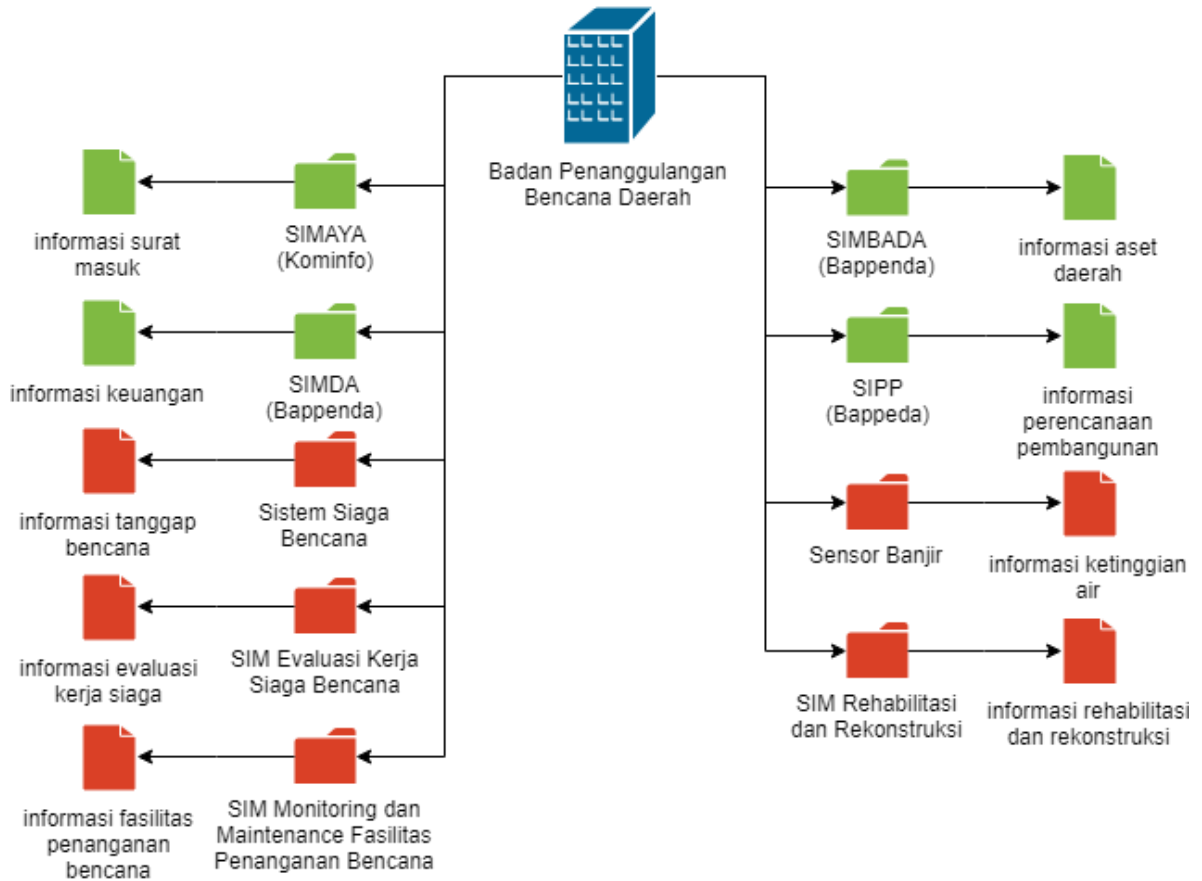 Badan Penanggulangan
Bencana Daerah
informasi surat
masuk
SIMAYA
(Kominfo)
informasi keuangan
SIMDA
(Bappenda)
informasi tanggap
bencana
Sistem Siaga
Bencana
informasi evaluasi
kerja siaga
SIM Evaluasi Kerja
Siaga Bencana
informasi fasilitas
penanganan
bencana
SIM Monitoring dan
Maintenance Fasilitas
Penanganan Bencana
SIMBADA
(Bappenda)
informasi aset
daerah
SIPP
(Bappeda)
informasi
perencanaan
pembangunan
Sensor Banjir
informasi ketinggian
air
SIM Rehabilitasi
dan Rekonstruksi
informasi rehabilitasi
dan rekonstruksi